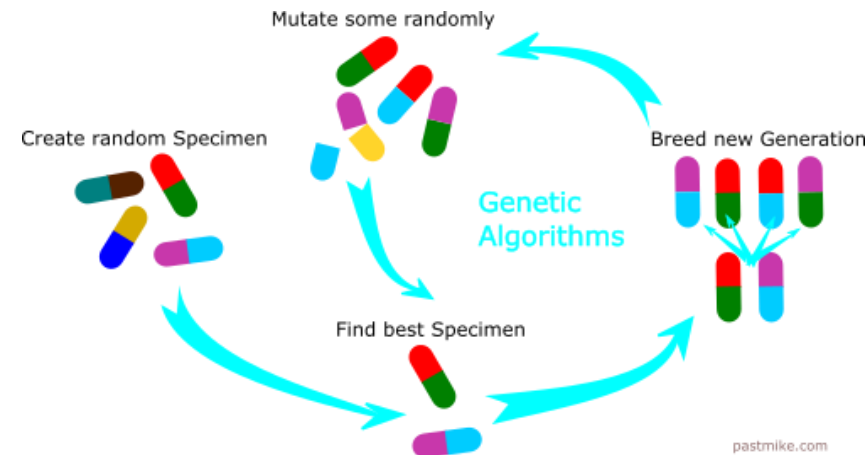 Mutate some randomly
Create random Specimen
Breed new Generation
Genetic
Algorithms
Find best Specimen
pastmike.com